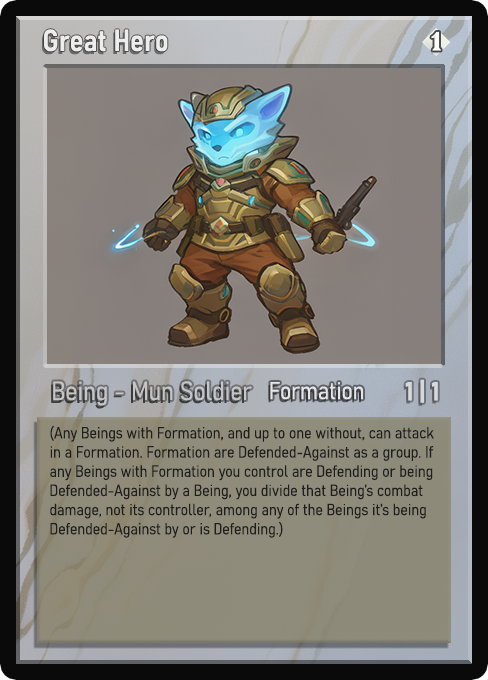 Great Hero 1
Being - Mun Soldier Formation 1|1
(Any Beings with Formation, and up to one without, can attack
in a Formation. Formation are Defended-Against as a group. If
any Beings with Formation you control are Defending or being
Defended-Against by a Being, you divide that Being's combat
damage, not its controller, among any of the Beings it's being
Defended-Against by or is Defending.)